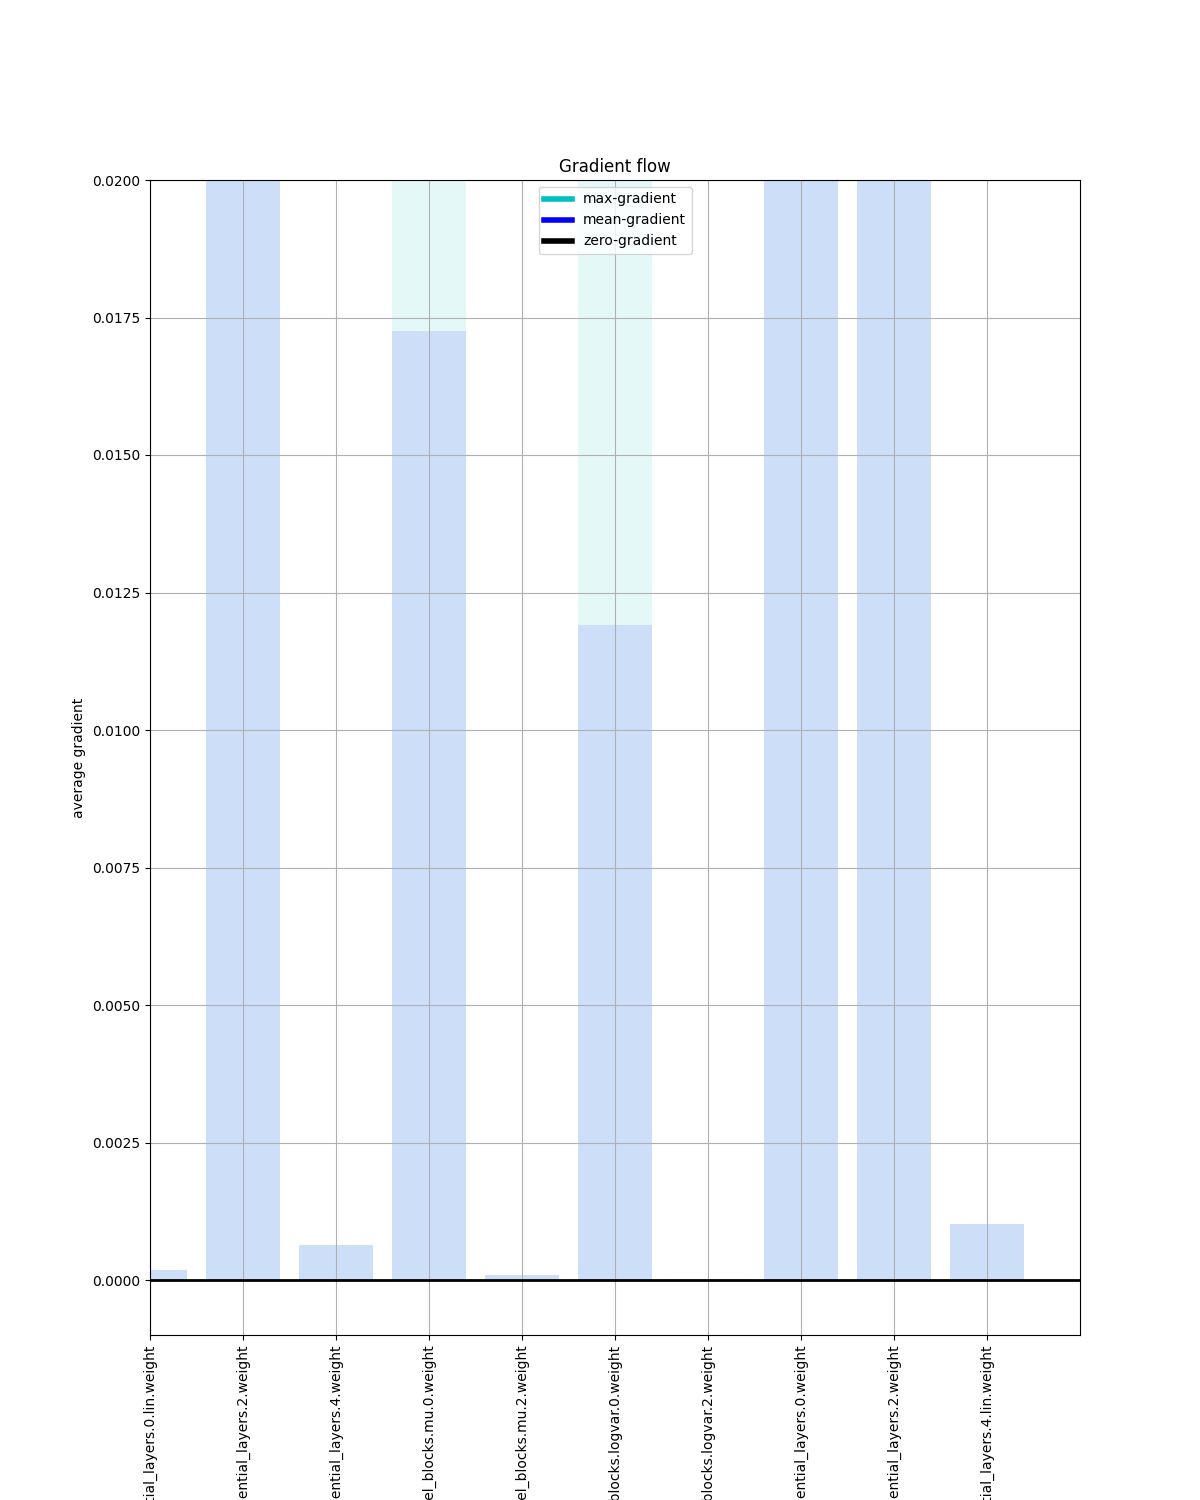 Gradient flow
max-gradient
mean-gradient
zero-gradient
0.0200
0.0175
0.0150
0.0125
0.0100
0.0075
0.0050
0.0025
0.0000
average gradient
tial_layers.0.lin.weight
ential_layers.2.weight
ential_layers.4.weight
el_blocks.mu.0.weight
el_blocks.mu.2.weight
blocks.logvar.0.weight
blocks.logvar.2.weight
ential_layers.0.weight
ential_layers.2.weight
tial_layers.4.lin.weight